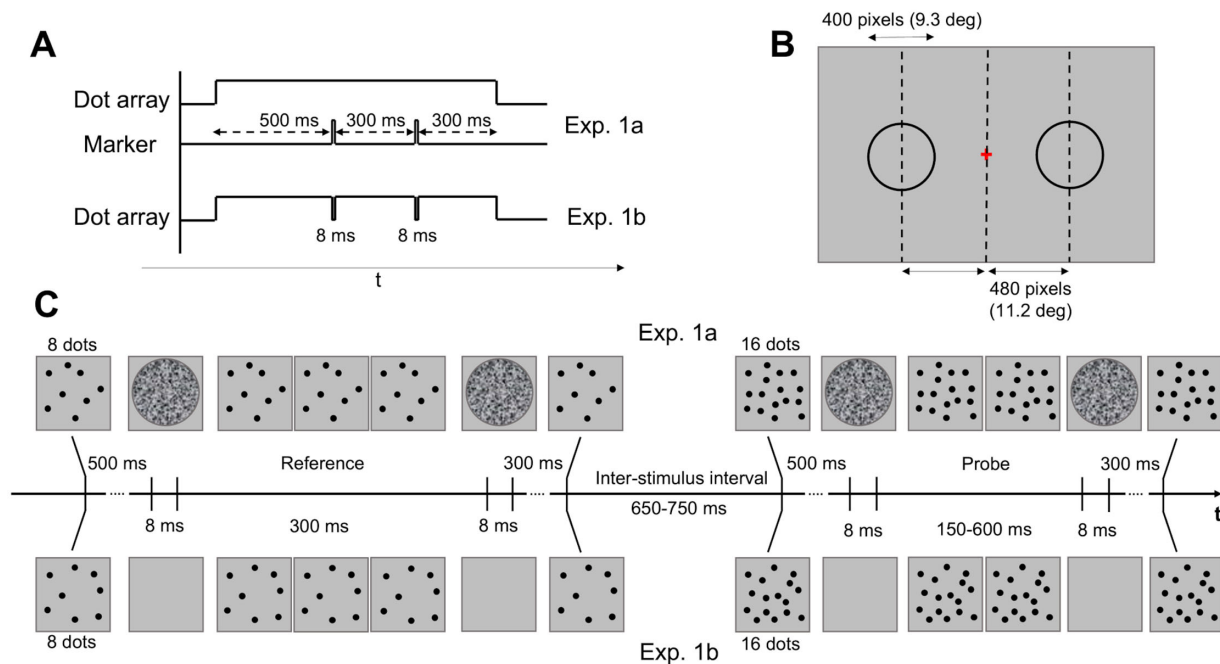 A
Dot array
500 ms 300 ms 300 ms
Exp. 1a
Marker
Dot array
Exp. 1b
8 ms 8 ms
t
B
400 pixels (9.3 deg)
480 pixels
(11.2 deg)
C
Exp. 1a
8 dots
16 dots
500 ms Reference 300 ms
Inter-stimulus interval
500 ms Probe 300 ms
8 ms 300 ms 8 ms
650-750 ms
8 ms 150-600 ms 8 ms
t
8 dots
16 dots
Exp. 1b